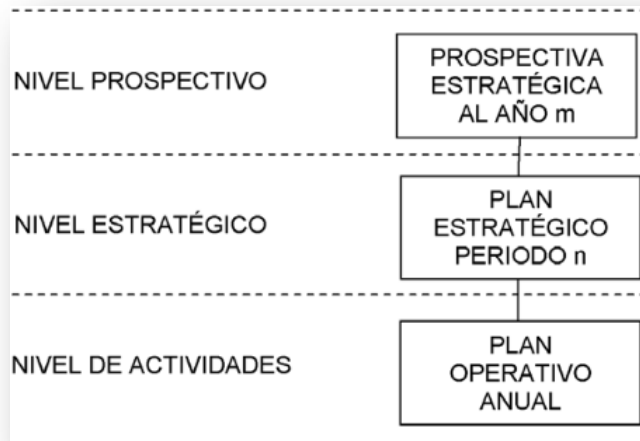 NIVEL PROSPECTIVO
PROSPECTIVA
ESTRATÉGICA
AL AÑO m
NIVEL ESTRATÉGICO
PLAN
ESTRATÉGICO
PERIODO n
NIVEL DE ACTIVIDADES
PLAN
OPERATIVO
ANUAL